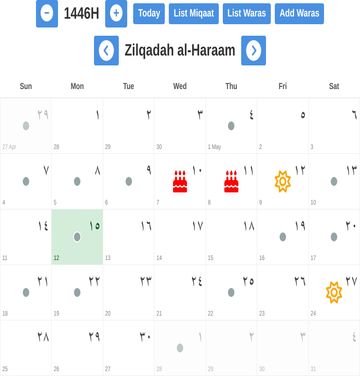 − 1446H + Today List Miqaat List Waras Add Waras
Zilqadah al-Haraam
Sun Mon Tue Wed Thu Fri Sat
٢٩ ١ ٢ ٣ ٤ ٥ ٦
27 Apr 28 29 30 1 May 2 3
٧ ٨ ٩ ١٠ ١١ ١٢ ١٣
4 5 6 7 8 9 10
١٤ ١٥ ١٦ ١٧ ١٨ ١٩ ٢٠
11 12 13 14 15 16 17
٢١ ٢٢ ٢٣ ٢٤ ٢٥ ٢٦ ٢٧
18 19 20 21 22 23 24
٢٨ ٢٩ ٣٠ ١ ٢ ٣ ٤
25 26 27 28 29 30 31